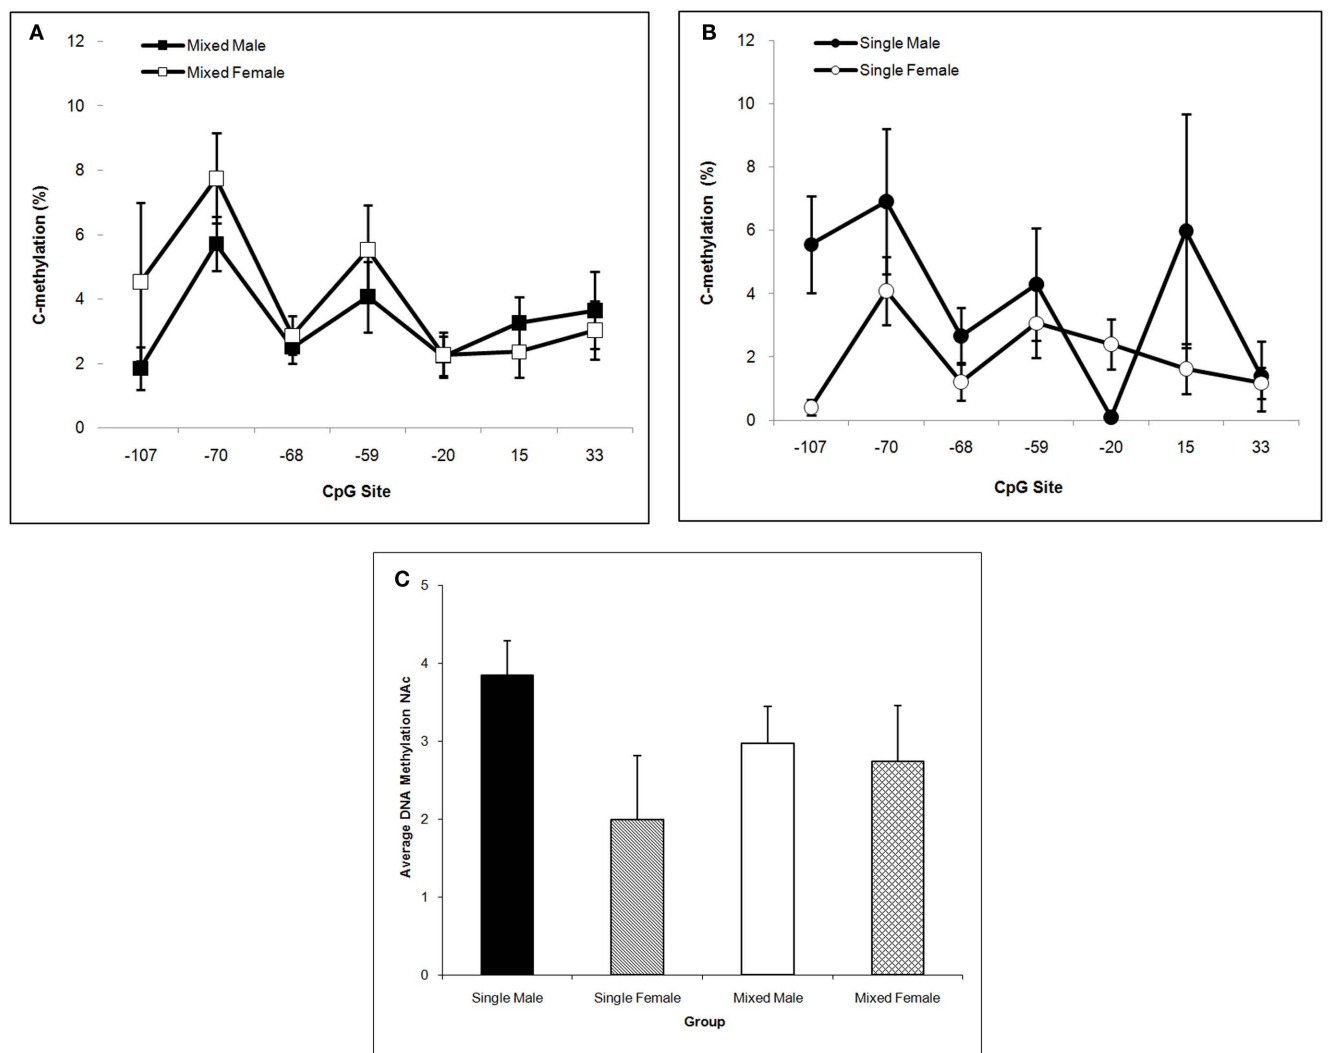 A
Mixed Male
Mixed Female
C-methylation (%)
12
10
8
6
4
2
0
-107 -70 -68 -59 -20 15 33
CpG Site
B
Single Male
Single Female
C-methylation (%)
12
10
8
6
4
2
0
-107 -70 -68 -59 -20 15 33
CpG Site
C
Average DNA Methylation NAc
5
4
3
2
1
0
Single Male Single Female Mixed Male Mixed Female
Group